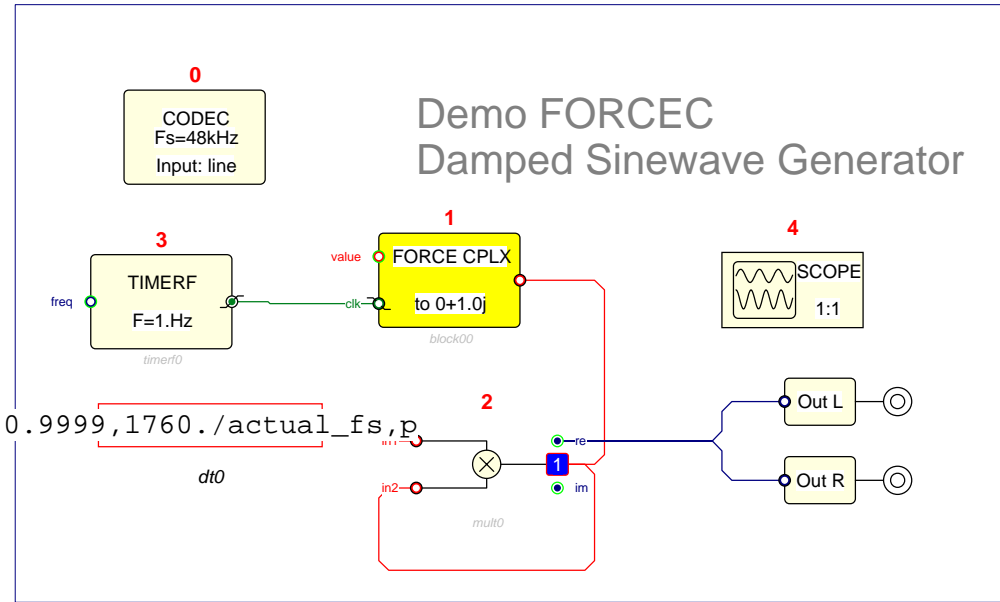 0
CODEC
Fs=48kHz
Input: line
Demo FORCEC
Damped Sinewave Generator
3
TIMERF
F=1.Hz
freq
timerf0
1
value
FORCE CPLX
clk
to 0+1.0j
block00
4
SCOPE
1:1
0.9999,1760./actual_fs,p
dt0
2
in1
in2
re
1
im
mult0
Out L
Out R